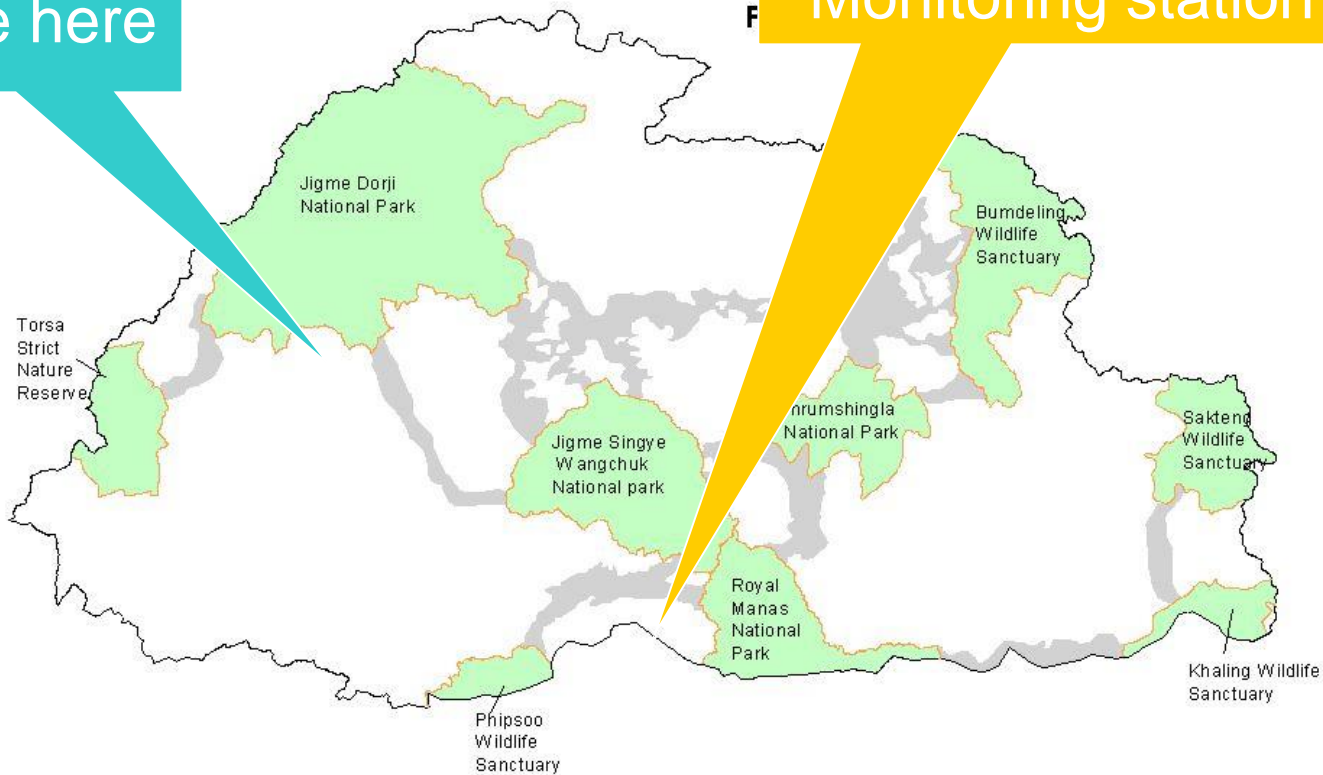 e here
F
Monitoring station
Jigme Dorji
National Park
Bumdeling
Wildlife
Sanctuary
Torsa
Strict
Nature
Reserve
Jigme Singye
Wangchuk
National park
nrumshingla
National Park
Sakteng
Wildlife
Sanctuary
Royal
Manas
National
Park
Khaling Wildlife
Sanctuary
Phipsoo
Wildlife
Sanctuary